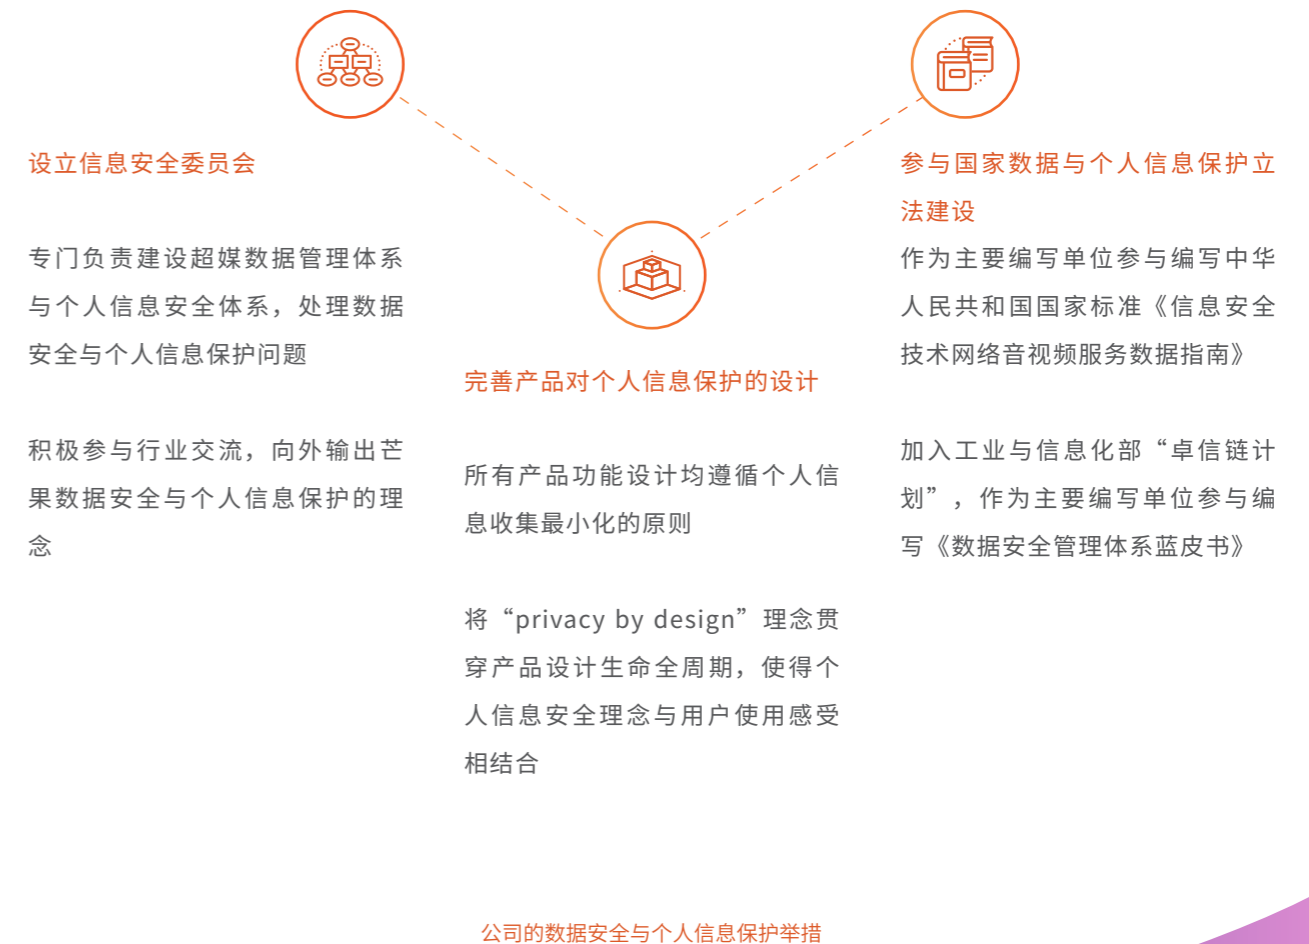 设立信息安全委员会
专门负责建设超媒数据管理体系
与个人信息安全体系，处理数据
安全与个人信息保护问题
积极参与行业交流，向外输出芒
果数据安全与个人信息保护的理
念
完善产品对个人信息保护的设计
所有产品功能设计均遵循个人信
息收集最小化的原则
将“privacy by design”理念贯
穿产品设计生命全周期，使得个
人信息安全理念与用户使用感受
相结合
参与国家数据与个人信息保护立
法建设
作为主要编写单位参与编写中华
人民共和国国家标准《信息安全
技术网络音视频服务数据指南》
加入工业与信息化部“卓信链计
划”，作为主要编写单位参与编
写《数据安全管理体系蓝皮书》
公司的数据安全与个人信息保护举措